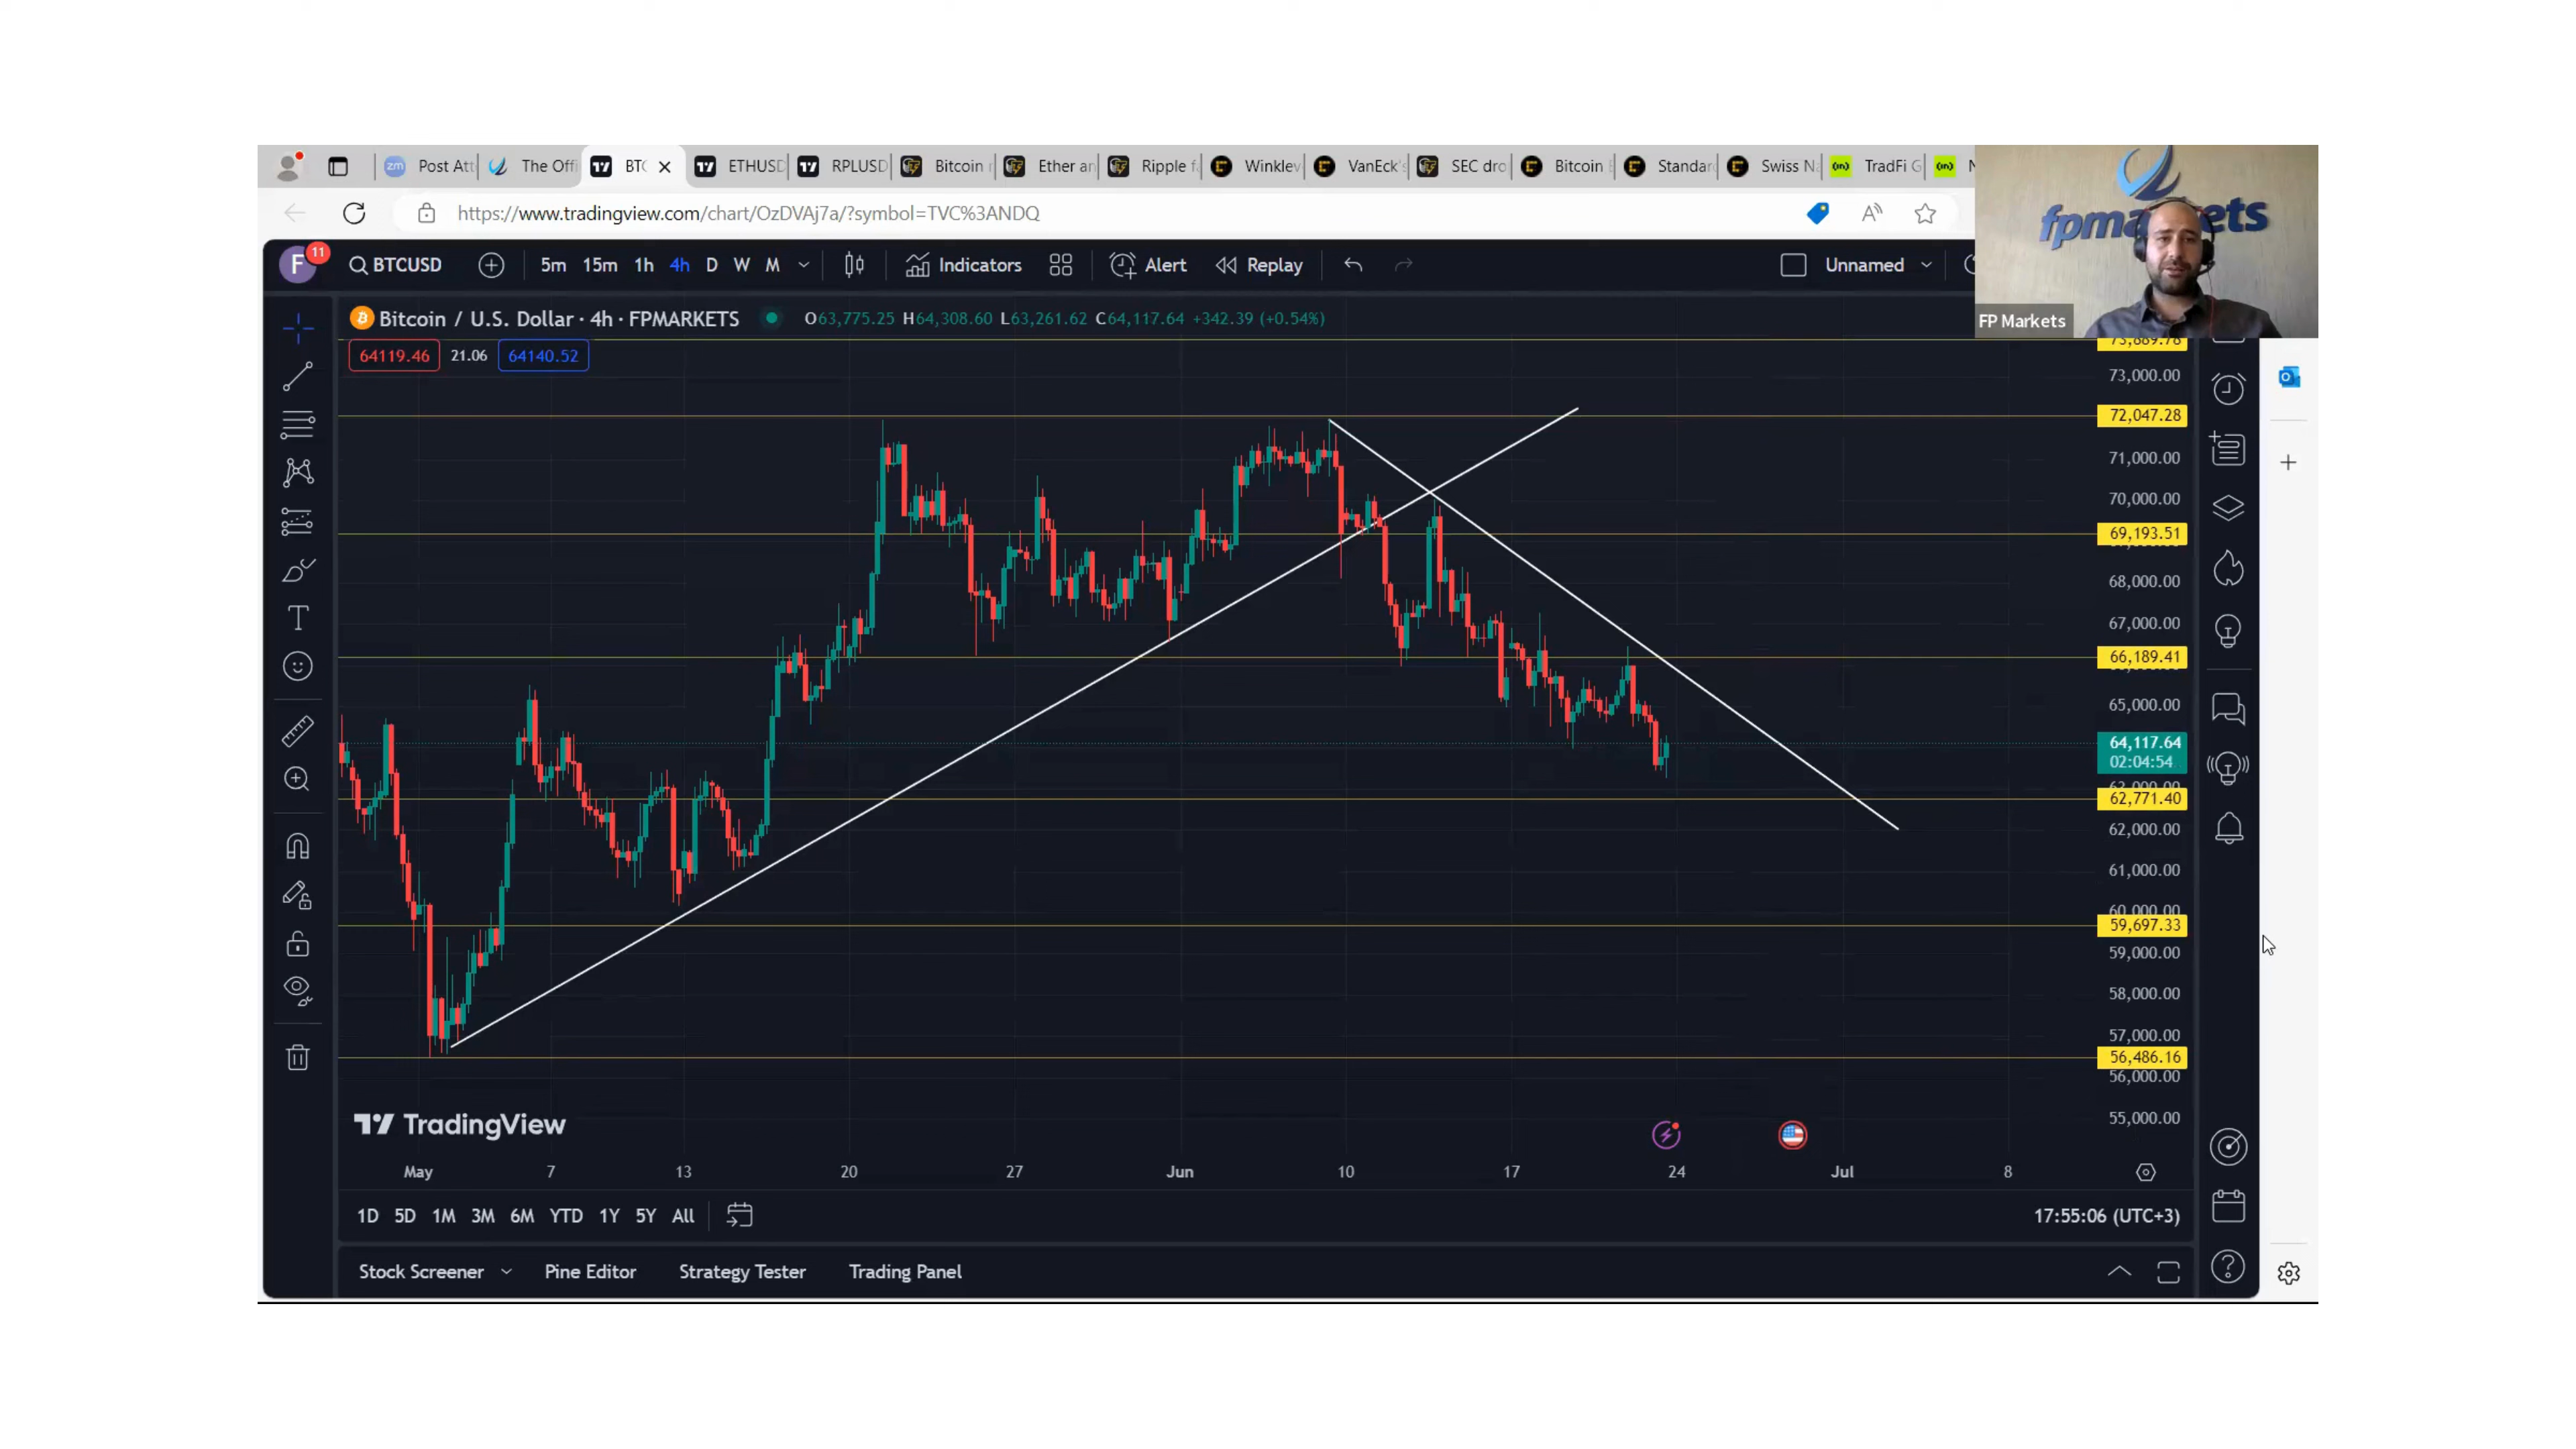 Post Att
The Offi
BTC
ETHUSD
RPLUSD
Bitcoin r
Ether an
Ripple f
Winklev
VanEck's
SEC dro
Bitcoin E
Standar
Swiss Na
TradFi G
https://www.tradingview.com/chart/OzDVAj7a/?symbol=TVC%3ANDQ
fpmarkets
FP Markets
F 11 BTCUSD 5m 15m 1h 4h D W M Indicators Alert Replay Unnamed
Bitcoin / U.S. Dollar · 4h · FPMARKETS O63,775.25 H64,308.60 L63,261.62 C64,117.64 +342.39 (+0.54%)
64119.46 21.06 64140.52
73,000.00
72,047.28
71,000.00
70,000.00
69,193.51
68,000.00
67,000.00
66,189.41
65,000.00
64,117.64
02:04:54
62,771.40
62,000.00
61,000.00
60,000.00
59,697.33
59,000.00
58,000.00
57,000.00
56,486.16
56,000.00
55,000.00
TradingView
May 7 13 20 27 Jun 10 17 24 Jul 8
1D 5D 1M 3M 6M YTD 1Y 5Y All 17:55:06 (UTC+3)
Stock Screener Pine Editor Strategy Tester Trading Panel